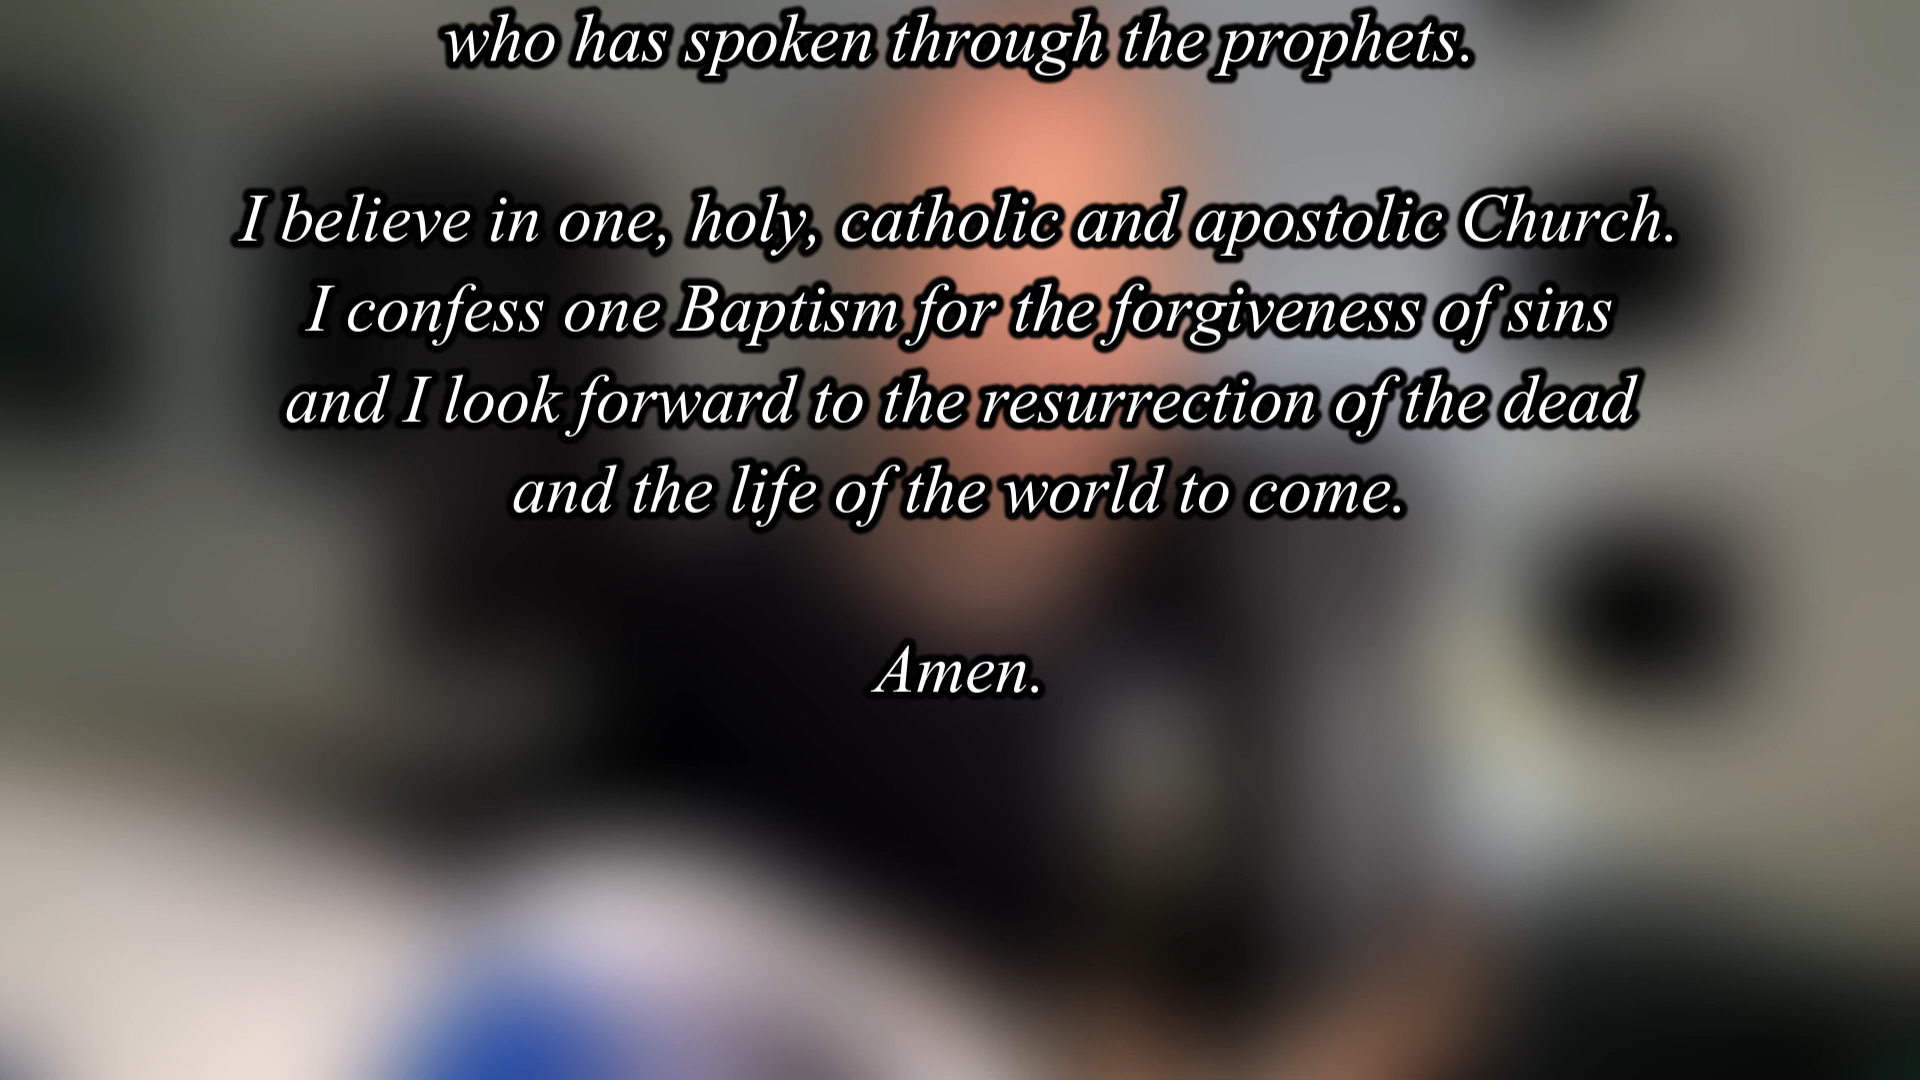 who has spoken through the prophets.
I believe in one, holy, catholic and apostolic Church.
I confess one Baptism for the forgiveness of sins
and I look forward to the resurrection of the dead
and the life of the world to come.
Amen.